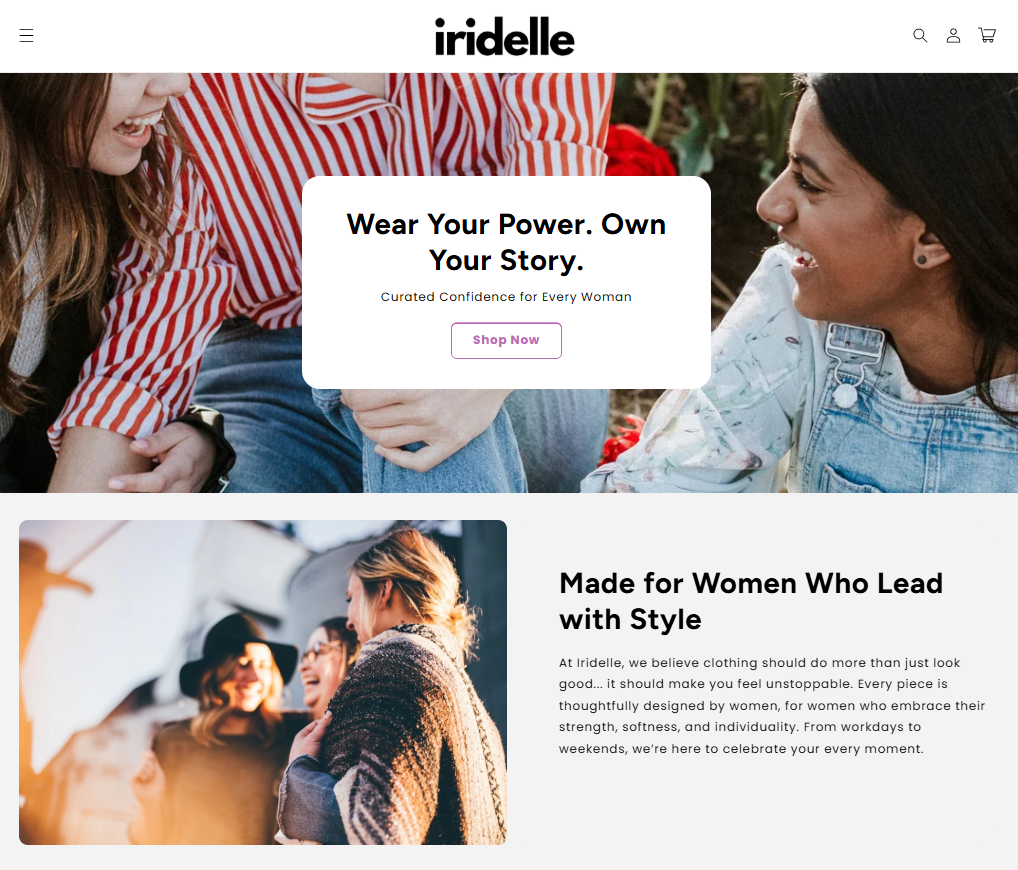 iridelle
Wear Your Power. Own
Your Story.
Curated Confidence for Every Woman
Shop Now
Made for Women Who Lead
with Style
At Iridelle, we believe clothing should do more than just look
good... it should make you feel unstoppable. Every piece is
thoughtfully designed by women, for women who embrace their
strength, softness, and individuality. From workdays to
weekends, we’re here to celebrate your every moment.